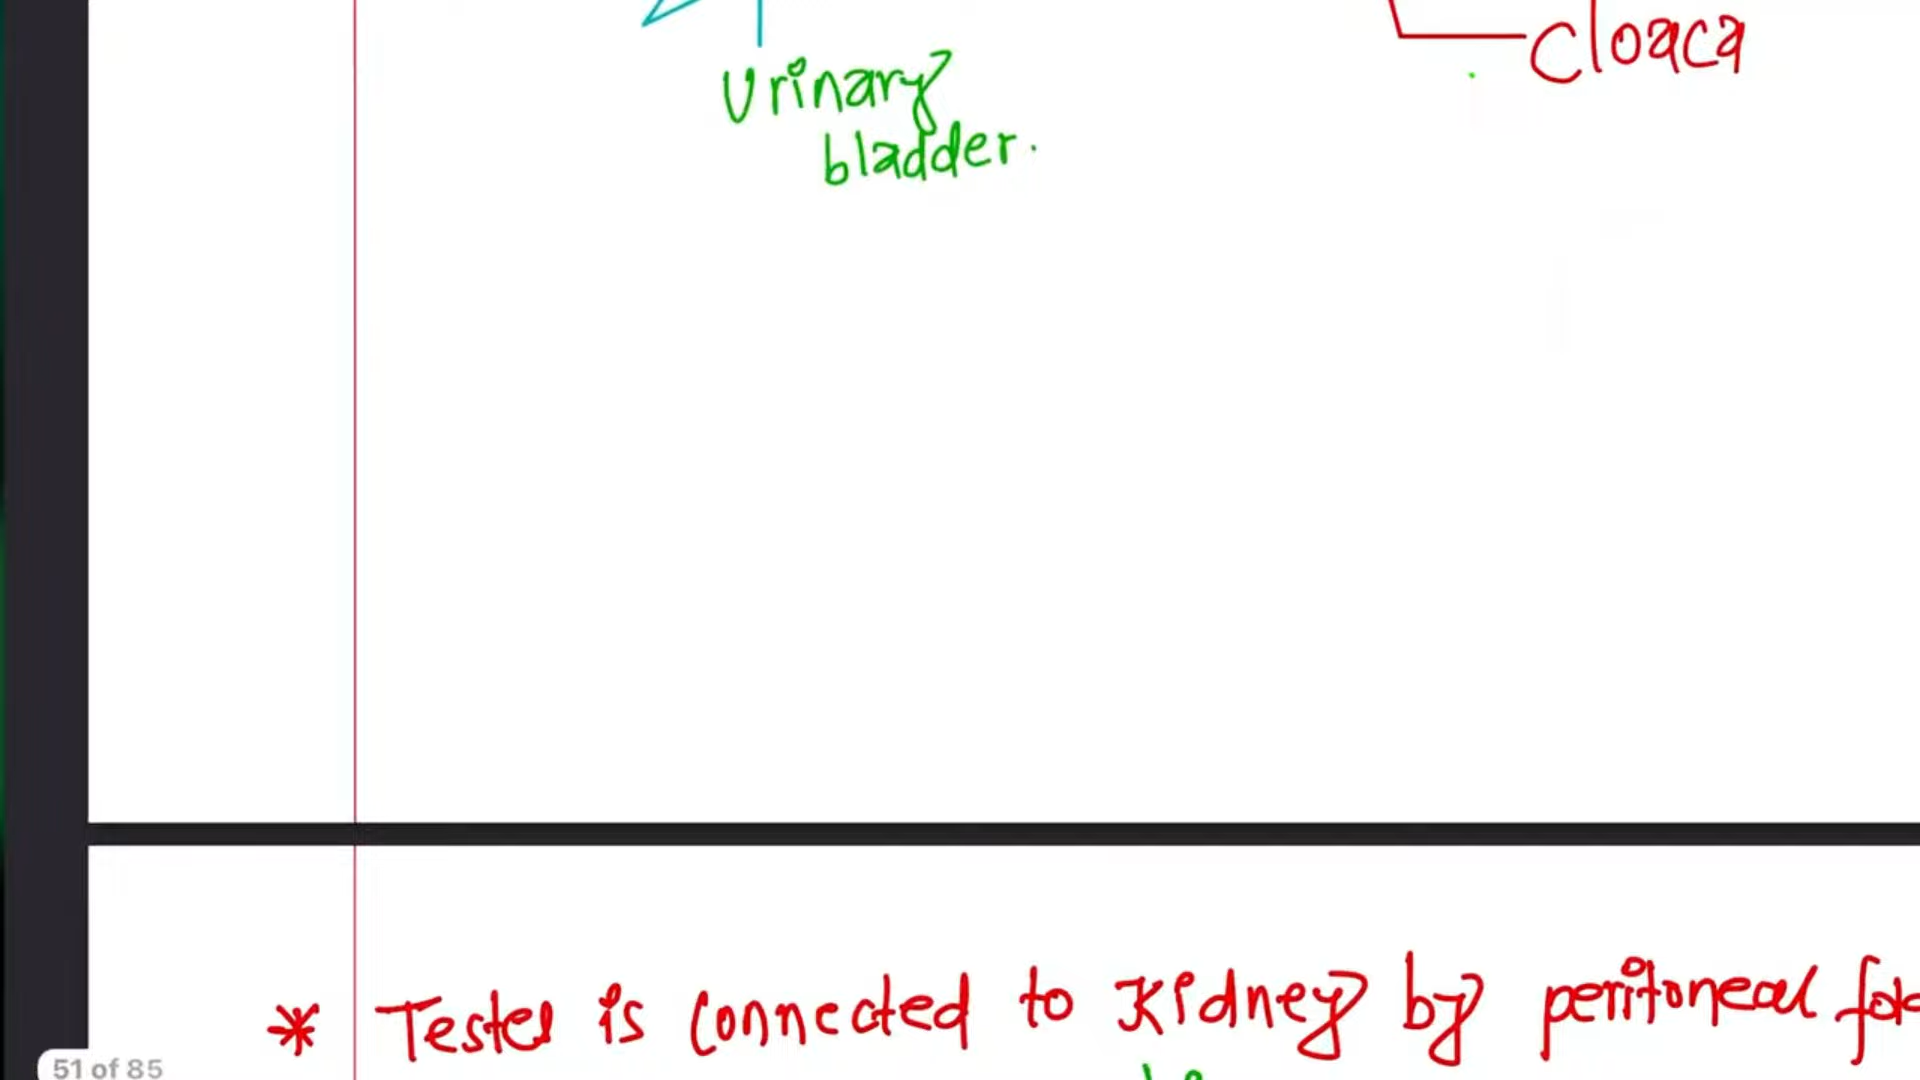 Cloaca
Urinary
bladder.
* Testes is connected to Kidney by peritoneal
51 of 85